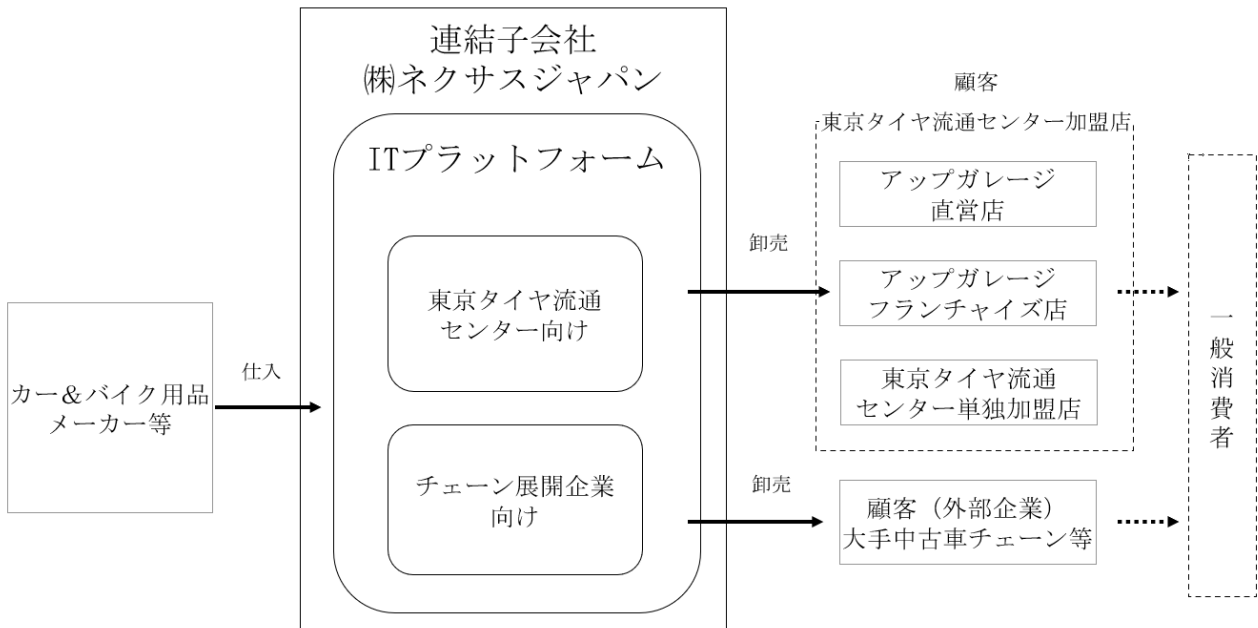 連結子会社
㈱ネクサスジャパン
ITプラットフォーム
東京タイヤ流通
センター向け
チェーン展開企業
向け
カー＆バイク用品
メーカー等
仕入
卸売
卸売
顧客
東京タイヤ流通センター加盟店
アップガレージ
直営店
アップガレージ
フランチャイズ店
東京タイヤ流通
センター単独加盟店
顧客（外部企業）
大手中古車チェーン等
一般消費者